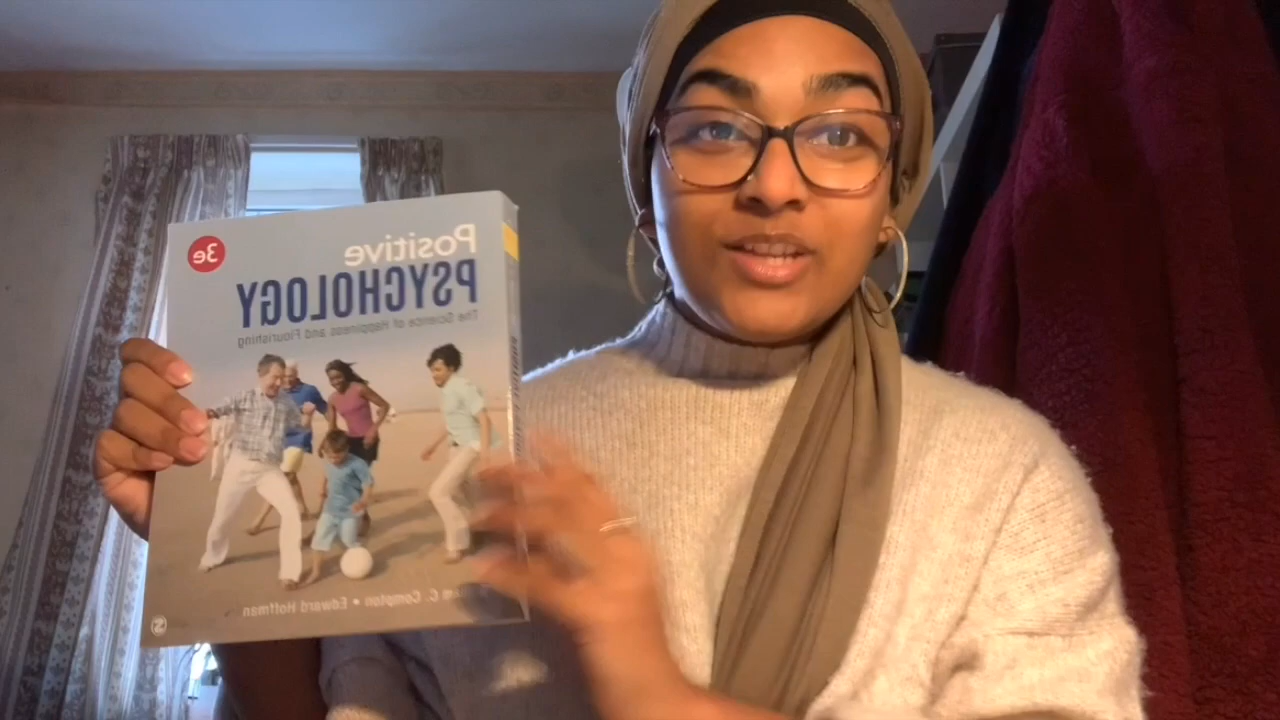 3e
Positive
PSYCHOLOGY
The Science of Happiness and Flourishing
C. Compton • Edward Hoffman
S